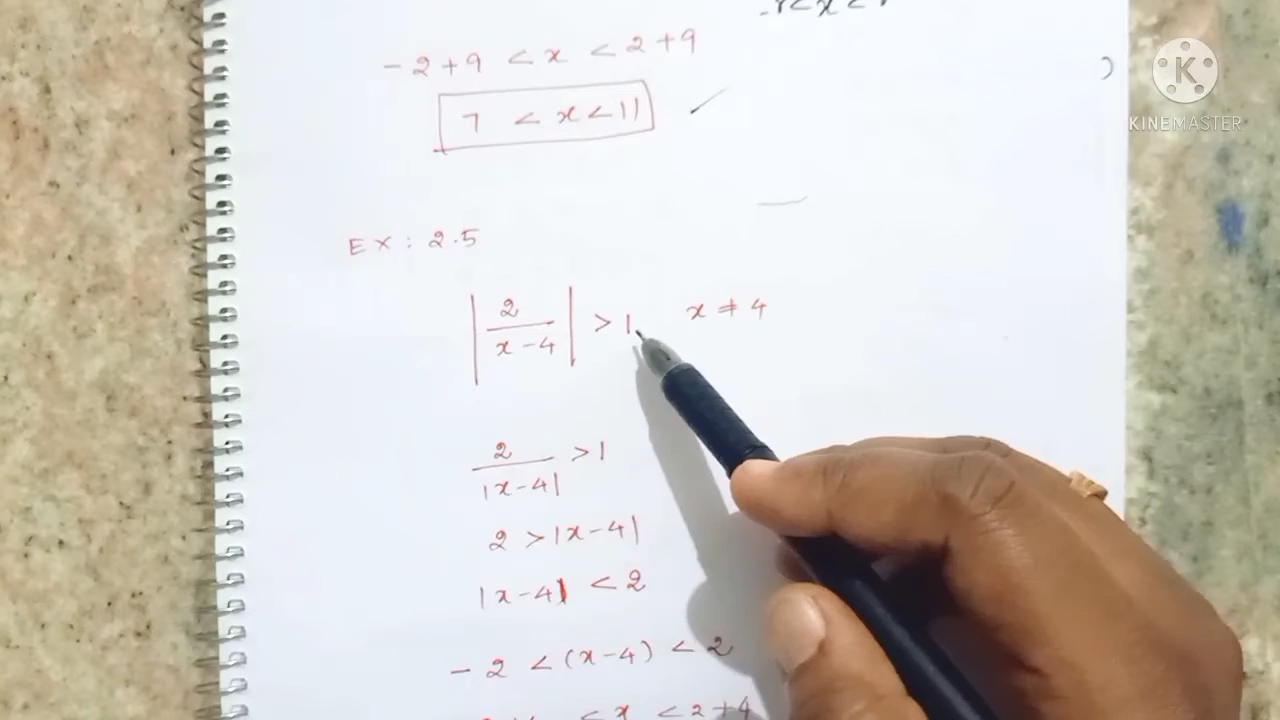 -2+9 < x < 2+9
7 < x < 11
EX: 2.5
| 2 / x-4 | > 1 x ≠ 4
2 / |x-4| > 1
2 > |x-4|
|x-4| < 2
-2 < (x-4) < 2
< x < 2+4
KINEMASTER